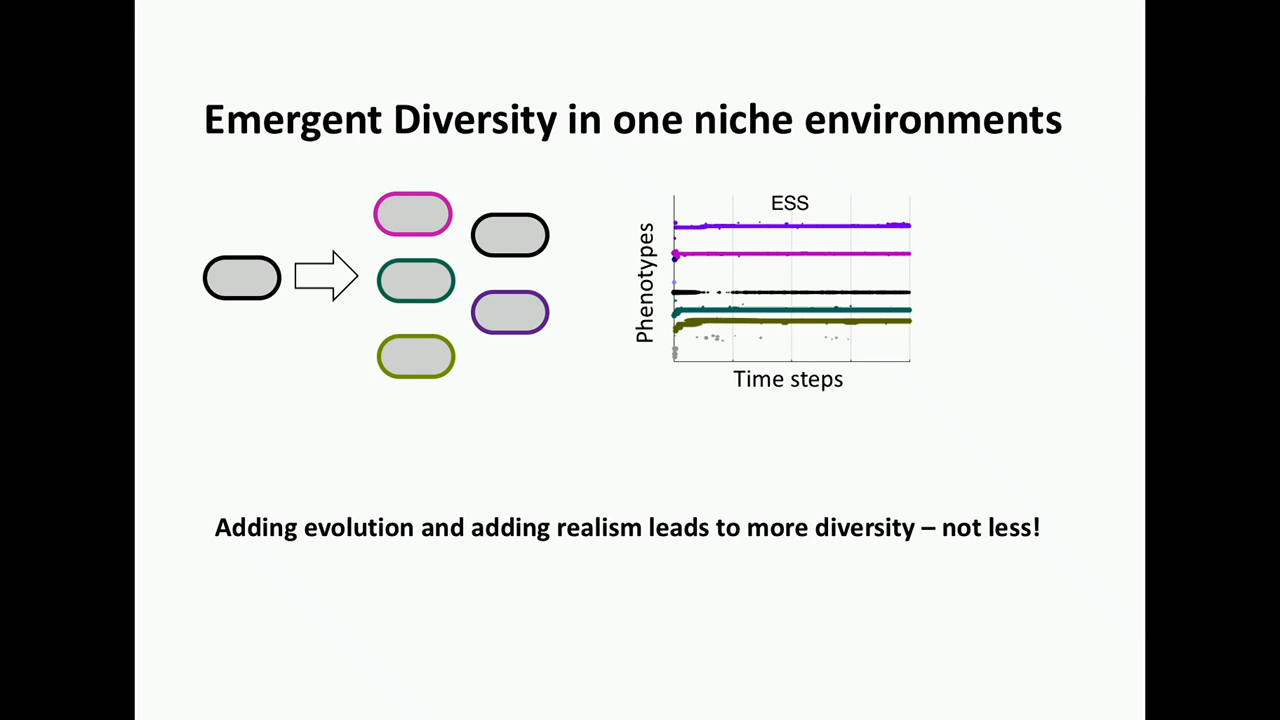 Emergent Diversity in one niche environments
ESS
Phenotypes
Time steps
Adding evolution and adding realism leads to more diversity – not less!